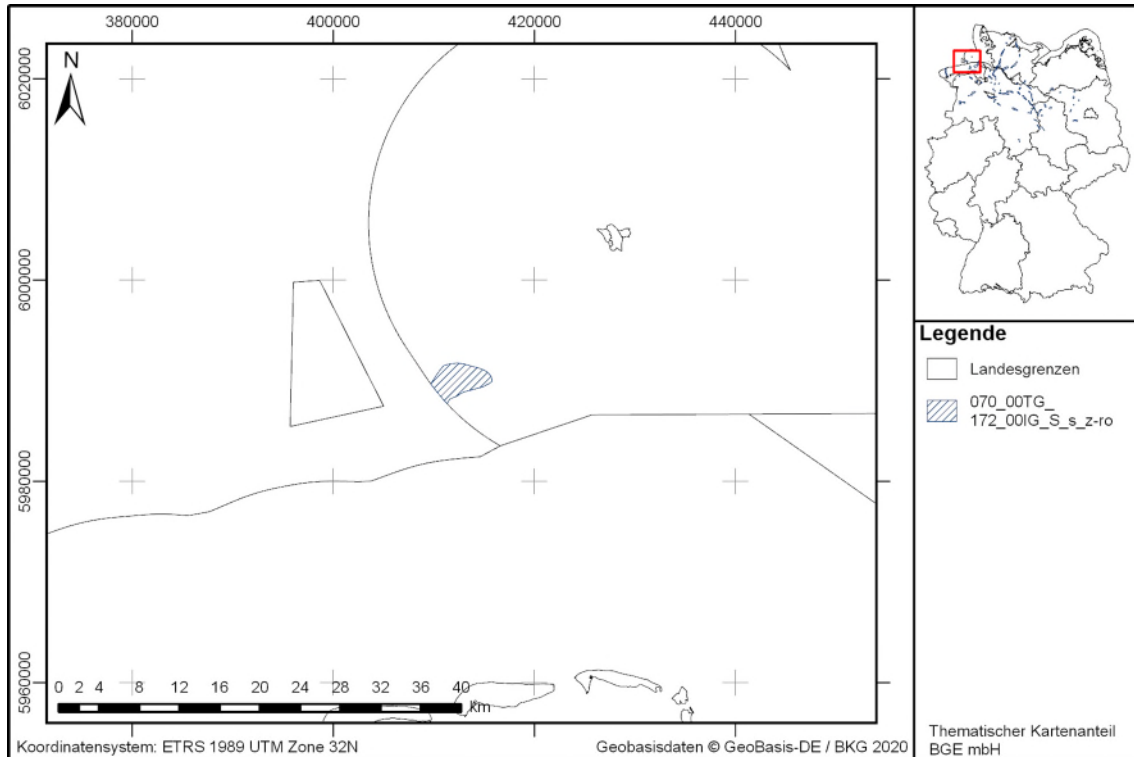 380000 400000 420000 440000
N
6020000
6000000
5980000
5960000
0 2 4 8 12 16 20 24 28 32 36 40
km
Koordinatensystem: ETRS 1989 UTM Zone 32N
Geobasisdaten © GeoBasis-DE / BKG 2020
Legende
Landesgrenzen
070_00TG_
172_00IG_S_s_z-ro
Thematischer Kartenanteil
BGE mbH